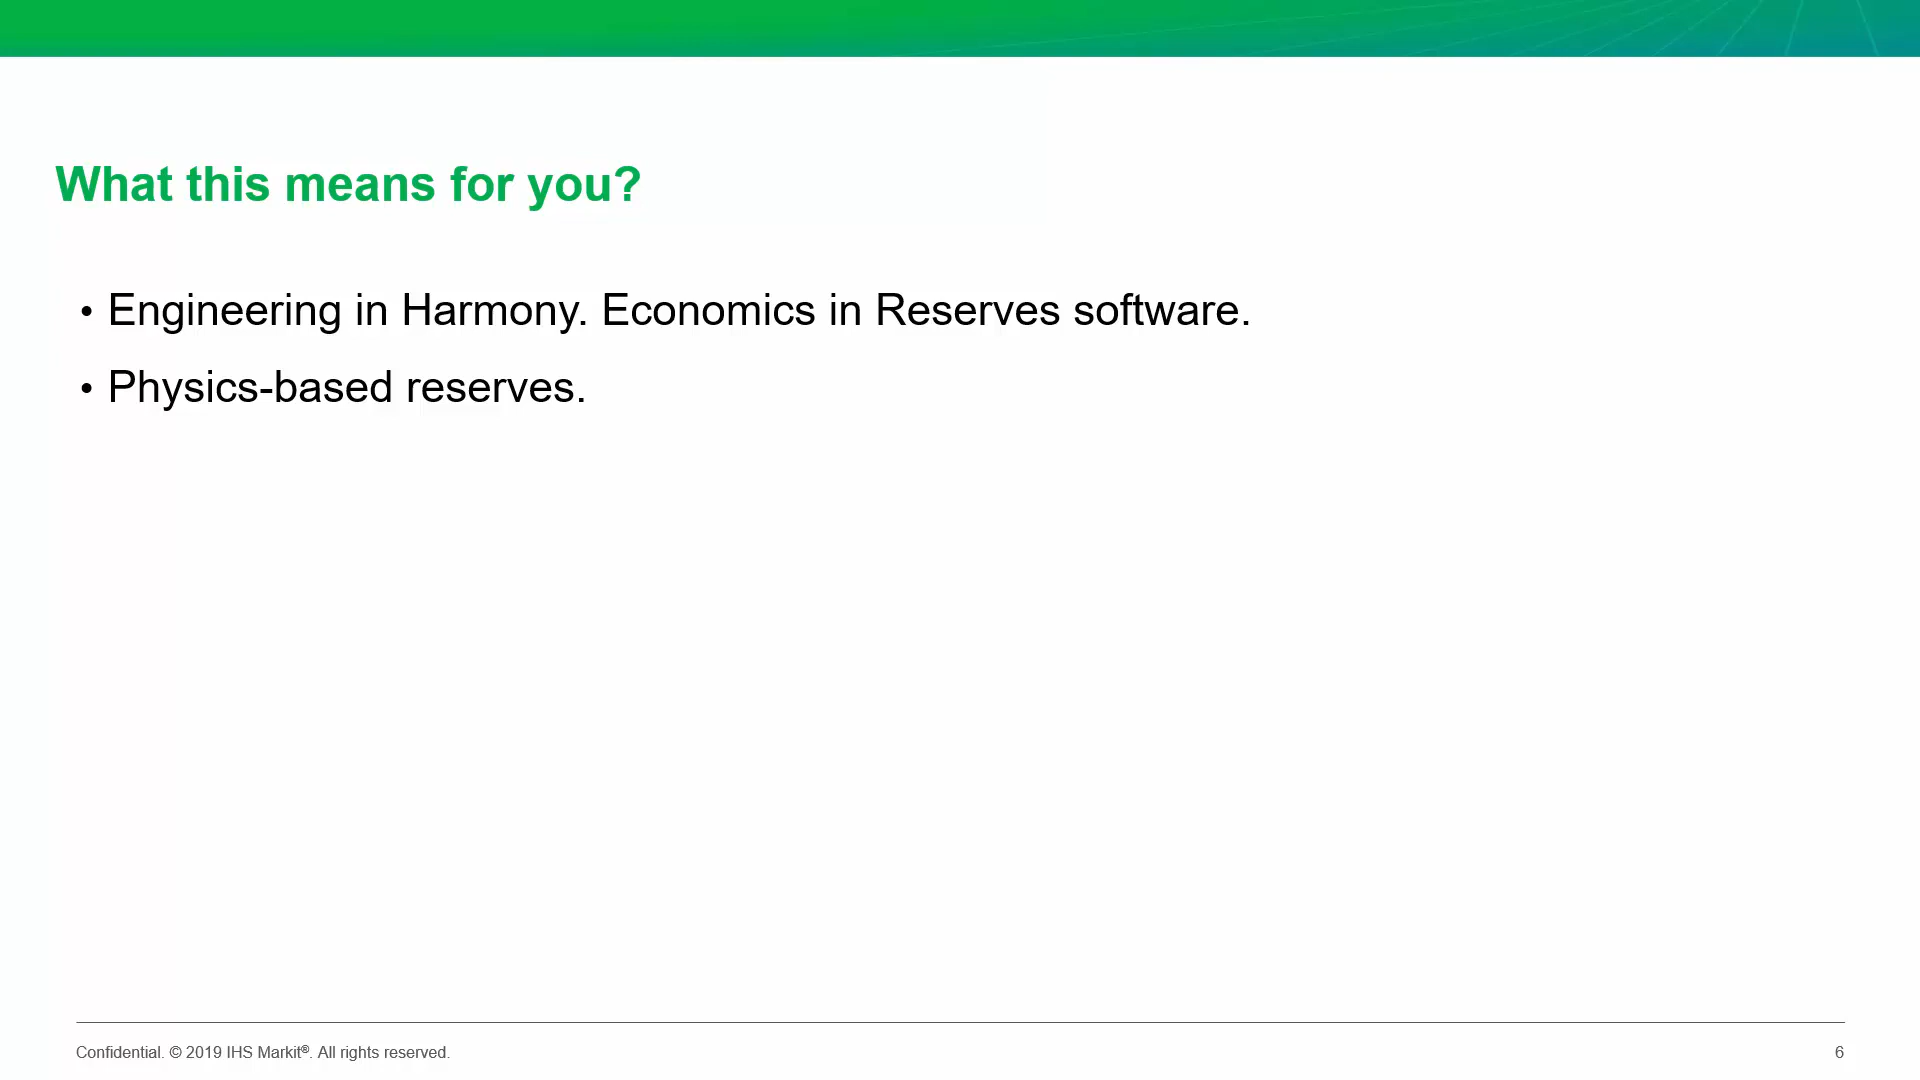 What this means for you?
• Engineering in Harmony. Economics in Reserves software.
• Physics-based reserves.
Confidential. © 2019 IHS Markit®. All rights reserved.
6